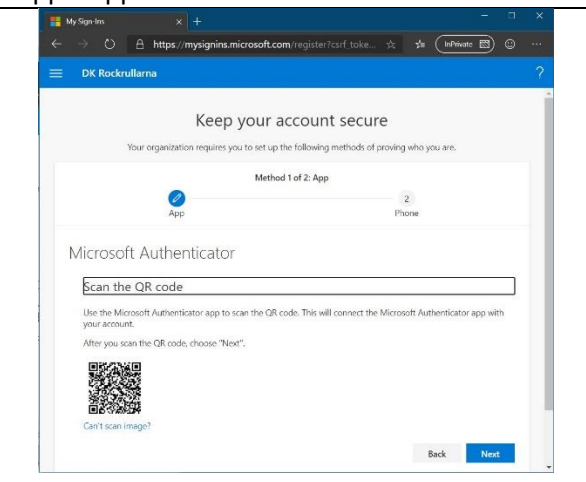 My Sign-Ins
https://mysignins.microsoft.com/register?csrf_toke...
InPrivate
DK Rockrullarna
?
Keep your account secure
Your organization requires you to set up the following methods of proving who you are.
Method 1 of 2: App
2
App
Phone
Microsoft Authenticator
Scan the QR code
Use the Microsoft Authenticator app to scan the QR code. This will connect the Microsoft Authenticator app with
your account.
After you scan the QR code, choose "Next".
Can't scan image?
Back
Next